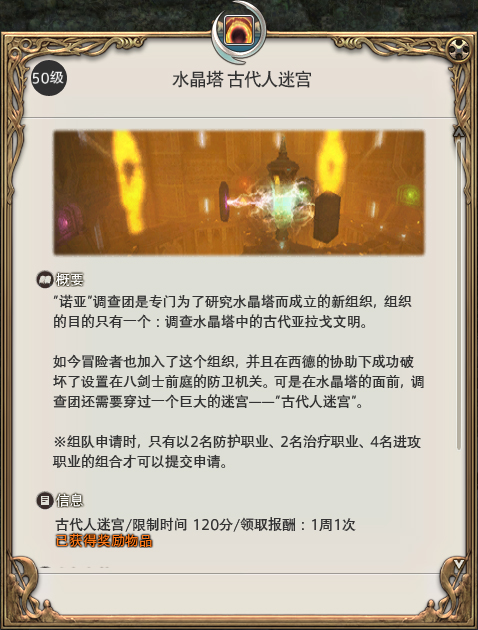 50级
水晶塔 古代人迷宫
概要
“诺亚”调查团是专门为了研究水晶塔而成立的新组织，组织
的目的只有一个：调查水晶塔中的古代亚拉戈文明。
如今冒险者也加入了这个组织，并且在西德的协助下成功破
坏了设置在八剑士前庭的防卫机关。可是在水晶塔的面前，调
查团还需要穿过一个巨大的迷宫——“古代人迷宫”。
※组队申请时，只有以2名防护职业、2名治疗职业、4名进攻
职业的组合才可以提交申请。
信息
古代人迷宫/限制时间 120分/领取报酬：1周1次
已获得奖励物品